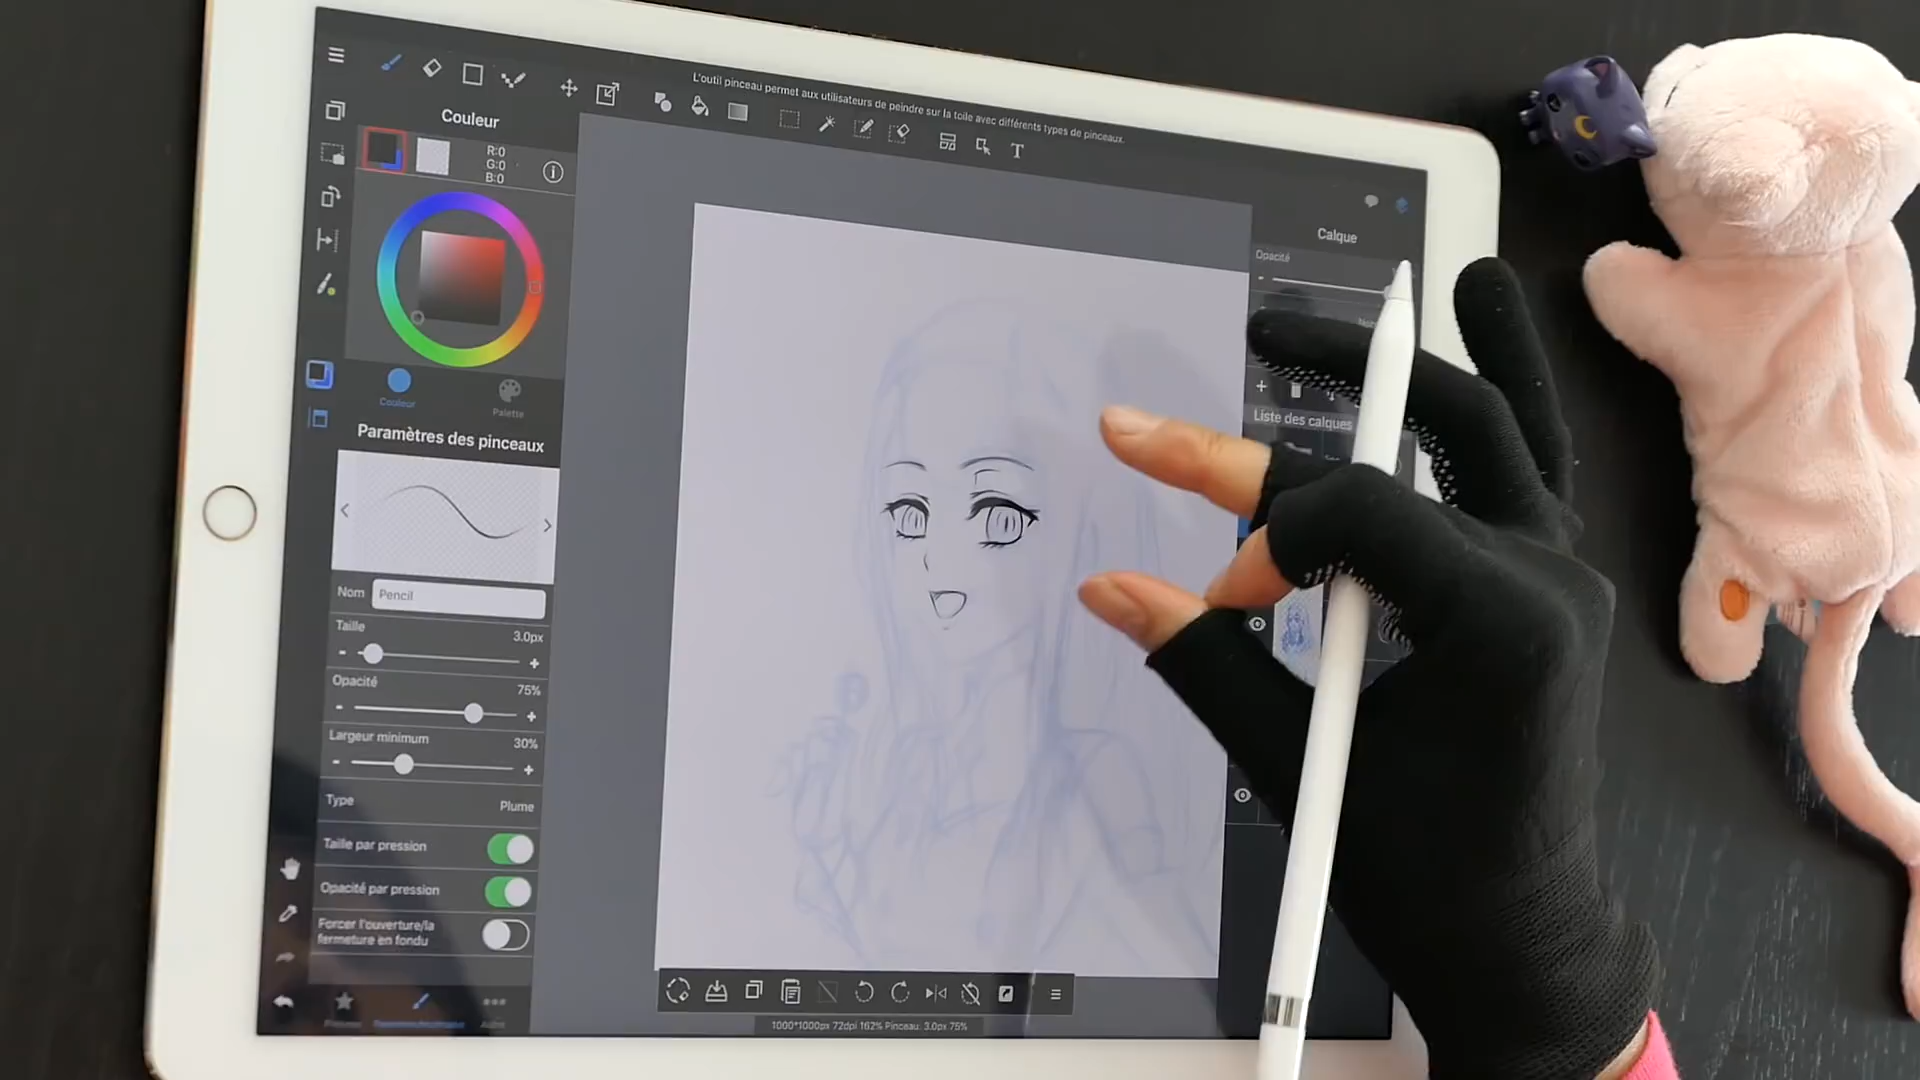 L'outil pinceau permet aux utilisateurs de peindre sur la toile avec différents types de pinceaux.
Couleur
R:0
G:0
B:0
Couleur
Palette
Paramètres des pinceaux
Nom
Pencil
Taille
3.0px
Opacité
75%
Largeur minimum
30%
Type
Plume
Taille par pression
Opacité par pression
Forcer l'ouverture/la
fermeture en fondu
Calque
Opacité
Liste des calques
T
1000*1000px 72dpi 162% Pinceau: 3.0px 75%